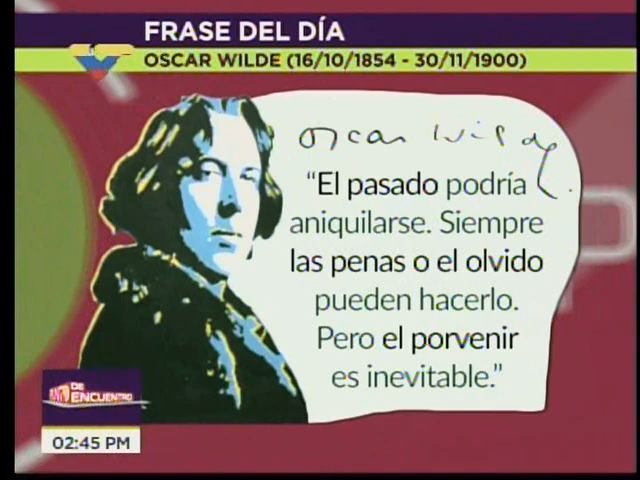 FRASE DEL DÍA
OSCAR WILDE (16/10/1854 - 30/11/1900)
Oscar Wilde
“El pasado podría
aniquilarse. Siempre
las penas o el olvido
pueden hacerlo.
Pero el porvenir
es inevitable.”
PUNTO DE
ENCUENTRO
02:45 PM